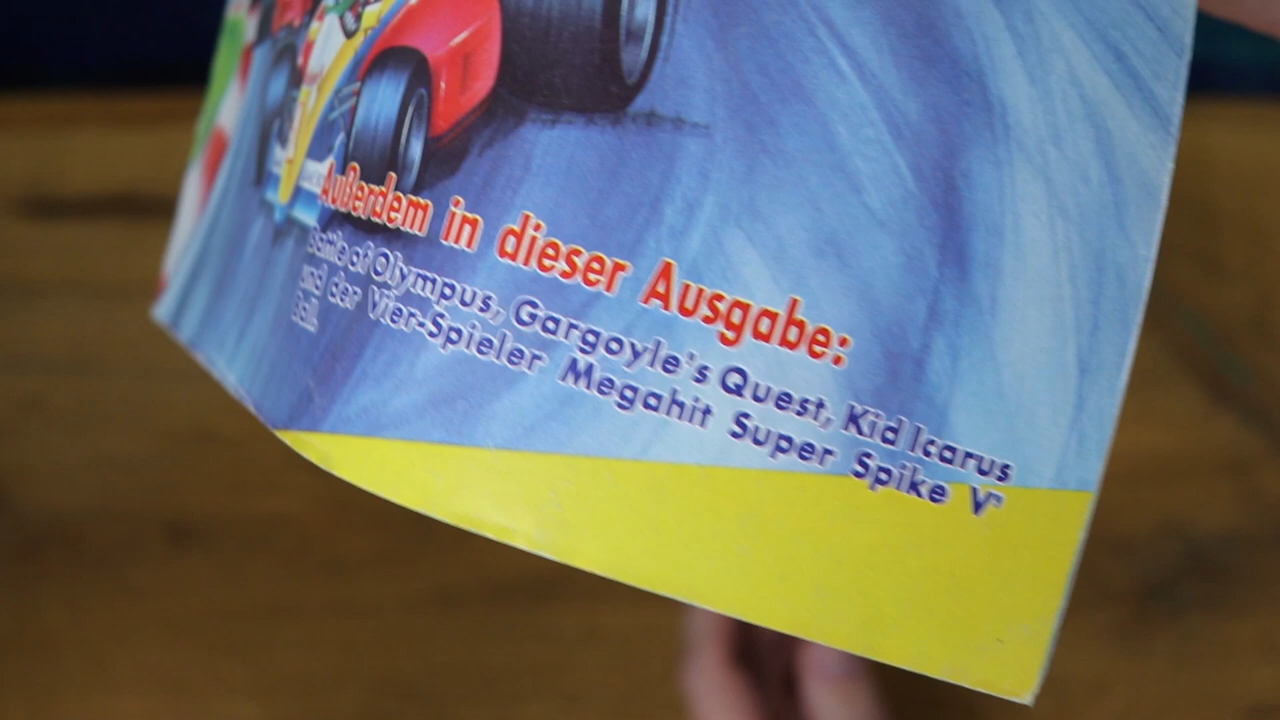 Außerdem in dieser Ausgabe:
Battle of Olympus, Gargoyle's Quest, Kid Icarus
und der Vier-Spieler Megahit Super Spike V'
Ball.